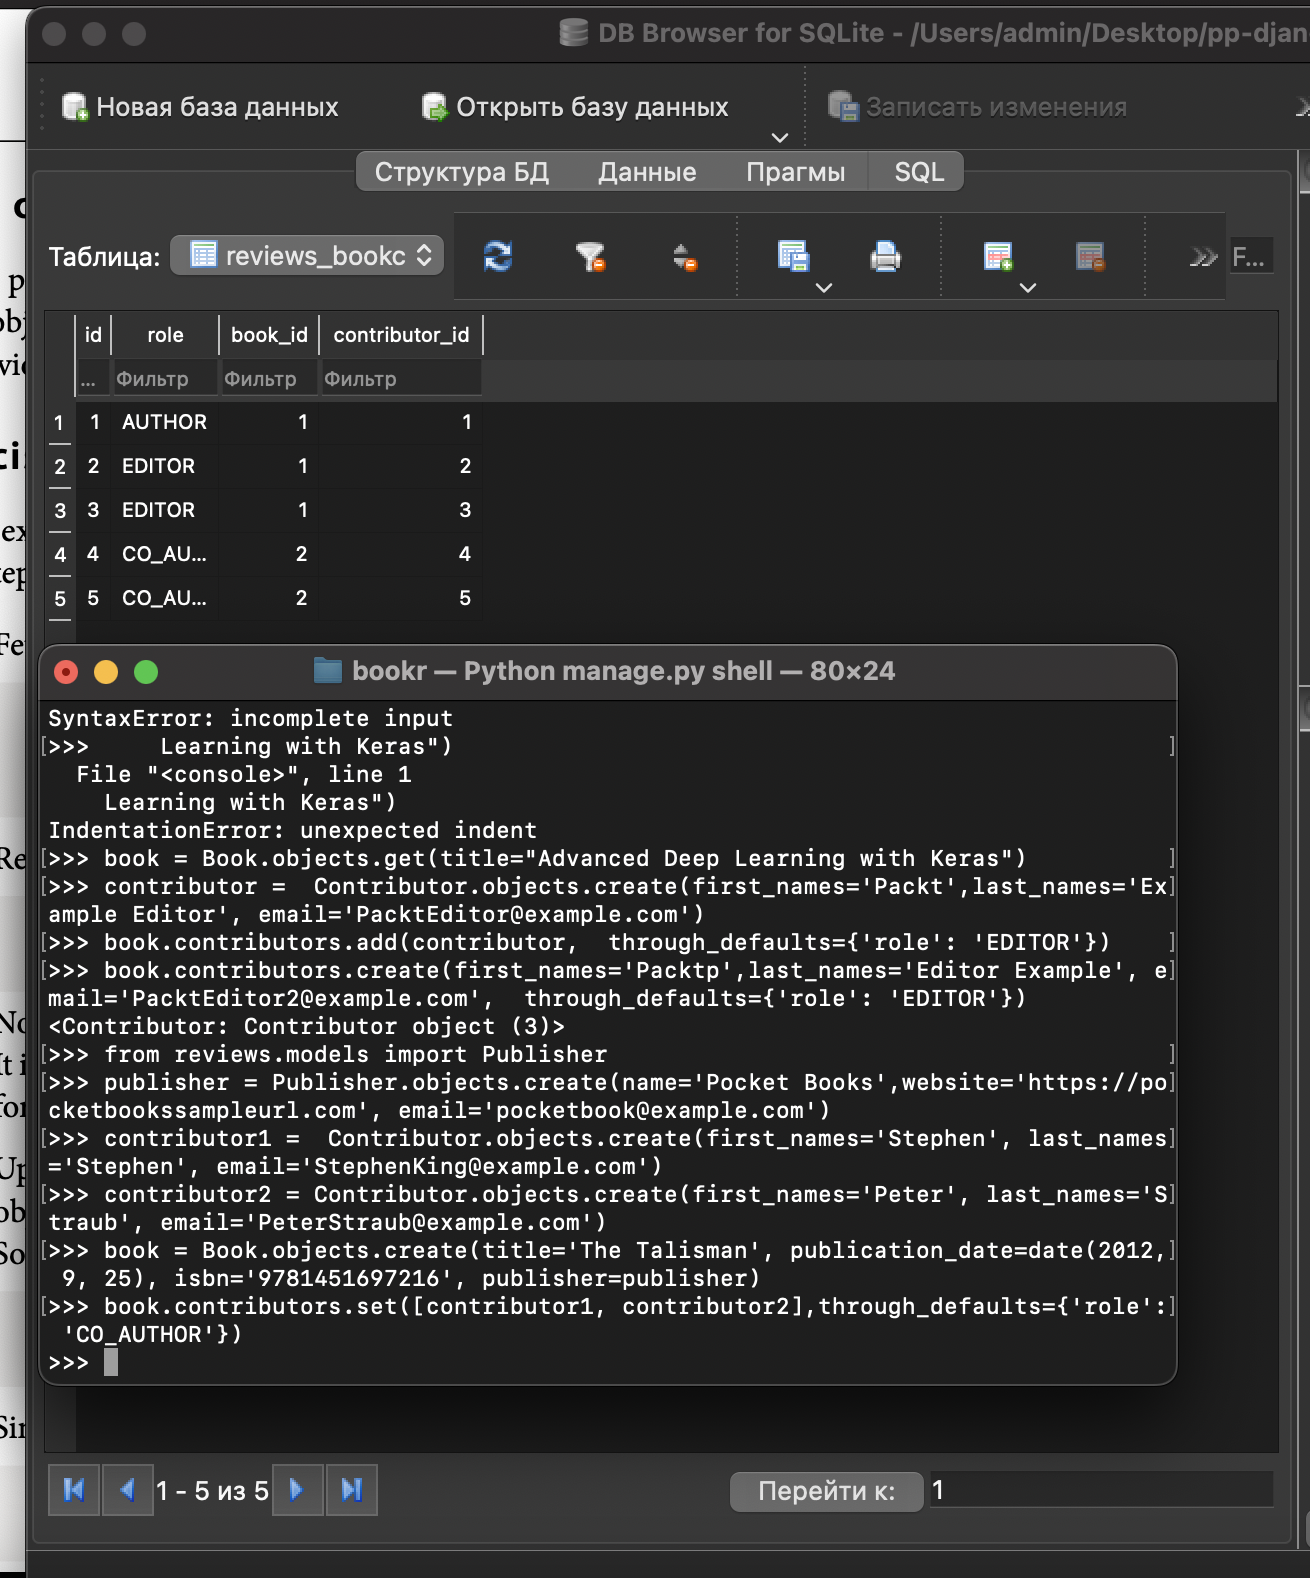 DB Browser for SQLite - /Users/admin/Desktop/pp-djan
Новая база данных
Открыть базу данных
Записать изменения
Структура БД
Данные
Прагмы
SQL
Таблица:
reviews_bookc
F...
id role book_id contributor_id
... Фильтр Фильтр Фильтр
1 1 AUTHOR 1 1
2 2 EDITOR 1 2
3 3 EDITOR 1 3
4 4 CO_AU... 2 4
5 5 CO_AU... 2 5
bookr — Python manage.py shell — 80×24
SyntaxError: incomplete input
[>>>     Learning with Keras") ]
  File "<console>", line 1
    Learning with Keras")
IndentationError: unexpected indent
[>>> book = Book.objects.get(title="Advanced Deep Learning with Keras") ]
[>>> contributor =  Contributor.objects.create(first_names='Packt',last_names='Ex]
ample Editor', email='PacktEditor@example.com')
[>>> book.contributors.add(contributor,  through_defaults={'role': 'EDITOR'}) ]
[>>> book.contributors.create(first_names='Packtp',last_names='Editor Example', e]
mail='PacktEditor2@example.com',  through_defaults={'role': 'EDITOR'})
<Contributor: Contributor object (3)>
[>>> from reviews.models import Publisher ]
[>>> publisher = Publisher.objects.create(name='Pocket Books',website='https://po]
cketbookssampleurl.com', email='pocketbook@example.com')
[>>> contributor1 =  Contributor.objects.create(first_names='Stephen', last_names]
='Stephen', email='StephenKing@example.com')
[>>> contributor2 = Contributor.objects.create(first_names='Peter', last_names='S]
traub', email='PeterStraub@example.com')
[>>> book = Book.objects.create(title='The Talisman', publication_date=date(2012,]
 9, 25), isbn='9781451697216', publisher=publisher)
[>>> book.contributors.set([contributor1, contributor2],through_defaults={'role':]
 'CO_AUTHOR'})
>>>
1 - 5 из 5
Перейти к:
1